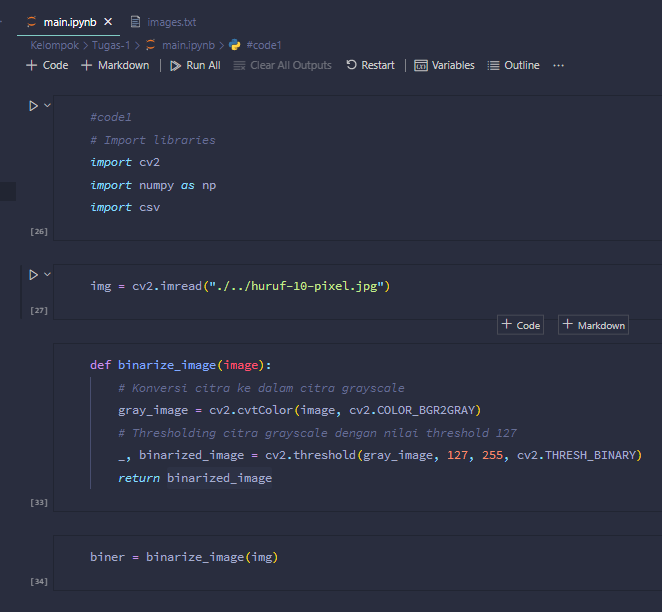 main.ipynb × images.txt
Kelompok > Tugas-1 > main.ipynb > #code1
+ Code + Markdown | Run All Clear All Outputs Restart | Variables Outline ...
#code1
# Import libraries
import cv2
import numpy as np
import csv
[26]
img = cv2.imread("./../huruf-10-pixel.jpg")
[27]
+ Code + Markdown
def binarize_image(image):
# Konversi citra ke dalam citra grayscale
gray_image = cv2.cvtColor(image, cv2.COLOR_BGR2GRAY)
# Thresholding citra grayscale dengan nilai threshold 127
_, binarized_image = cv2.threshold(gray_image, 127, 255, cv2.THRESH_BINARY)
return binarized_image
[33]
biner = binarize_image(img)
[34]